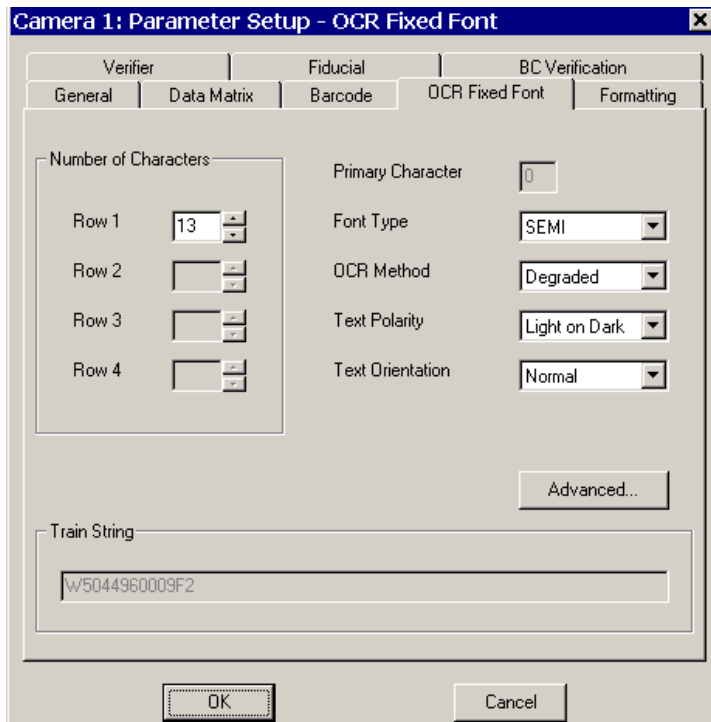 Camera 1: Parameter Setup - OCR Fixed Font
Verifier Fiducial BC Verification
General Data Matrix Barcode OCR Fixed Font Formatting
Number of Characters
Row 1 13
Row 2
Row 3
Row 4
Primary Character 0
Font Type SEMI
OCR Method Degraded
Text Polarity Light on Dark
Text Orientation Normal
Advanced...
Train String
W5044960009F2
OK Cancel